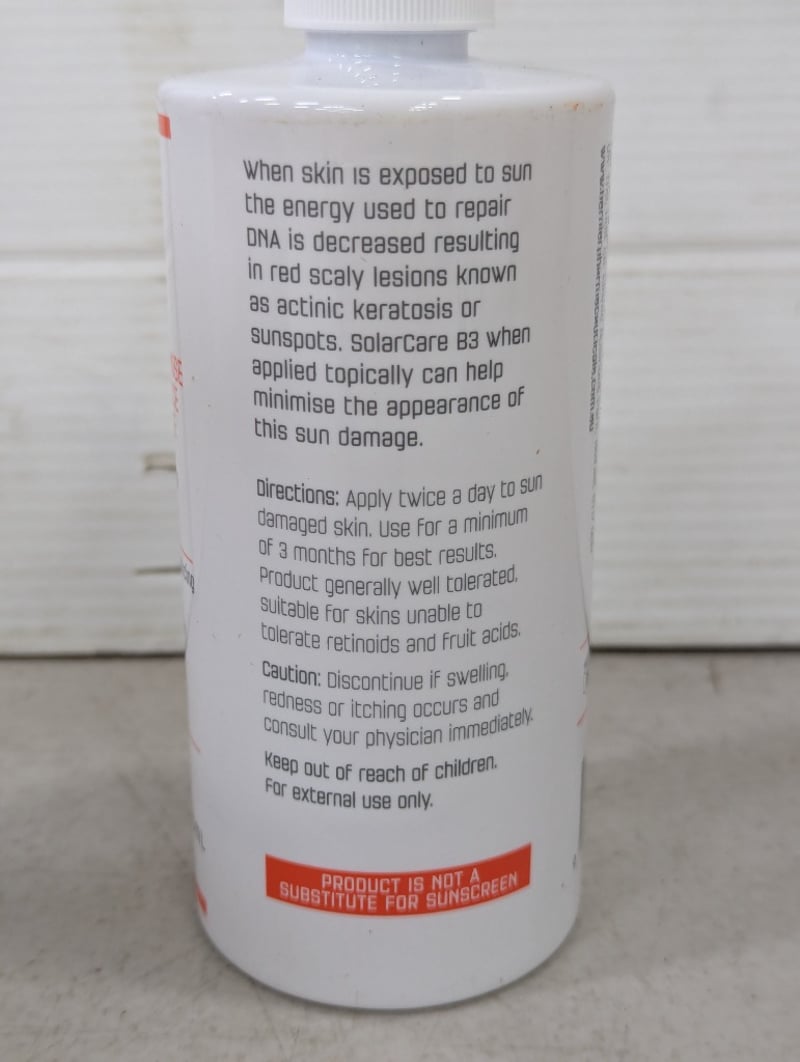 When skin is exposed to sun
the energy used to repair
DNA is decreased resulting
in red scaly lesions known
as actinic keratosis or
sunspots. SolarCare B3 when
applied topically can help
minimise the appearance of
this sun damage.
Directions: Apply twice a day to sun
damaged skin. Use for a minimum
of 3 months for best results.
Product generally well tolerated,
suitable for skins unable to
tolerate retinoids and fruit acids.
Caution: Discontinue if swelling,
redness or itching occurs and
consult your physician immediately.
Keep out of reach of children.
For external use only.
PRODUCT IS NOT A
SUBSTITUTE FOR SUNSCREEN